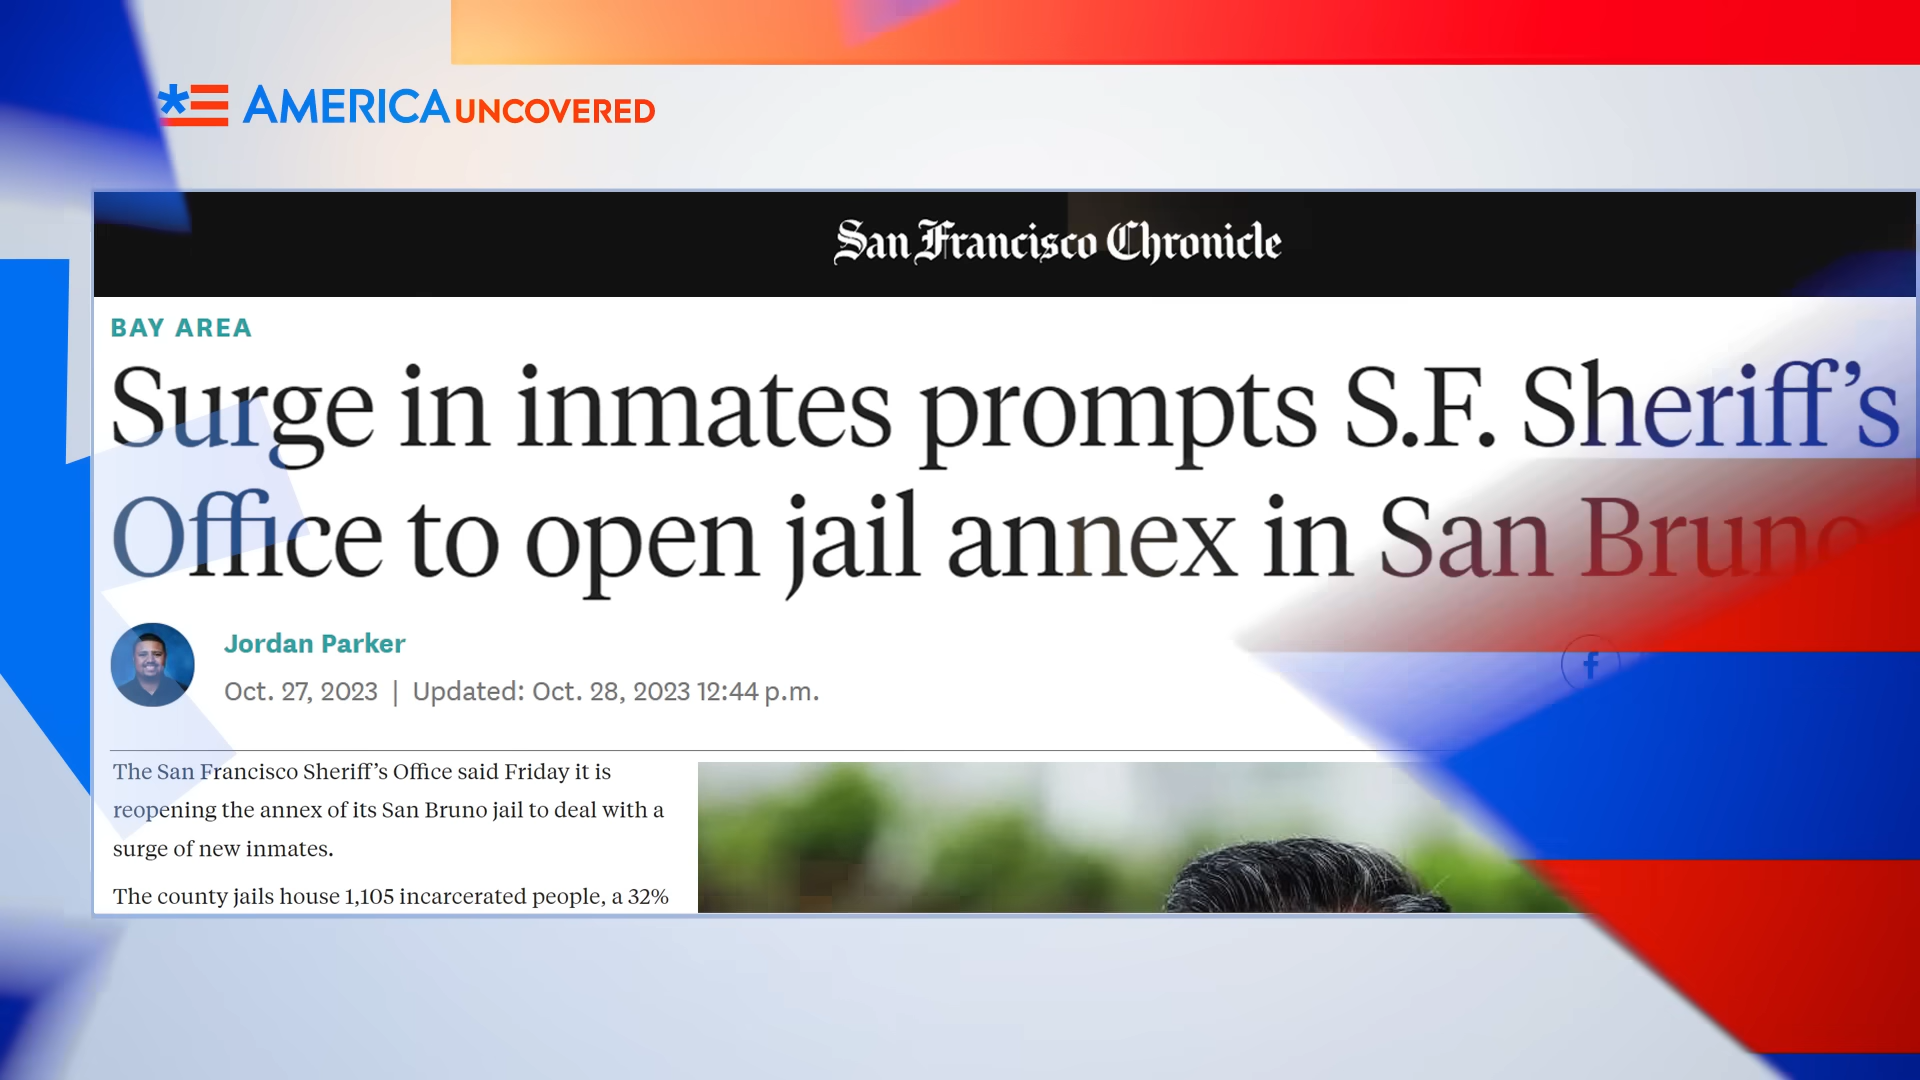 AMERICA UNCOVERED
San Francisco Chronicle
BAY AREA
Surge in inmates prompts S.F. Sheriff's
Office to open jail annex in San Bruno
Jordan Parker
Oct. 27, 2023 | Updated: Oct. 28, 2023 12:44 p.m.
The San Francisco Sheriff's Office said Friday it is
reopening the annex of its San Bruno jail to deal with a
surge of new inmates.
The county jails house 1,105 incarcerated people, a 32%